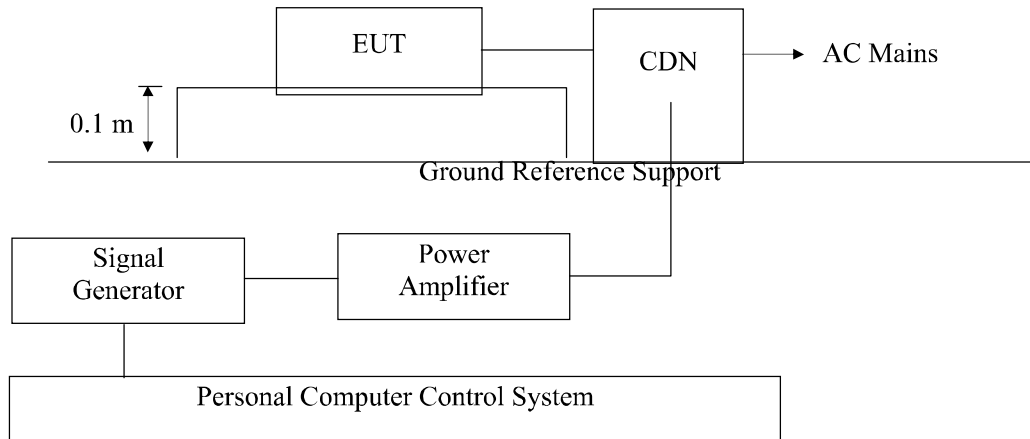 EUT
CDN
AC Mains
0.1 m
Ground Reference Support
Signal
Generator
Power
Amplifier
Personal Computer Control System